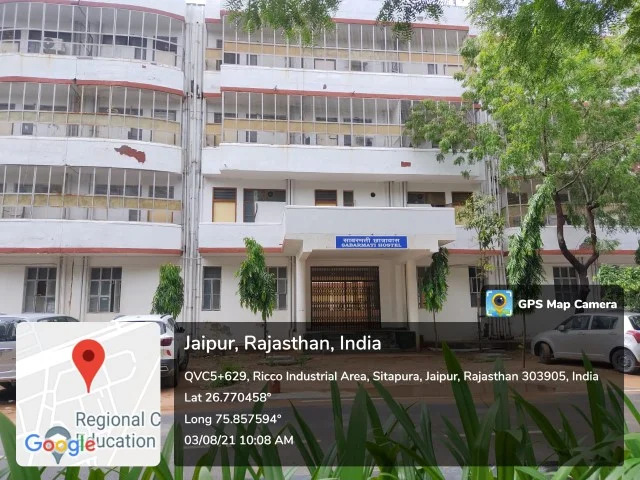 साबरमती छात्रावास
SABARMATI HOSTEL
GPS Map Camera
Jaipur, Rajasthan, India
QVC5+629, Ricco Industrial Area, Sitapura, Jaipur, Rajasthan 303905, India
Lat 26.770458°
Long 75.857594°
03/08/21 10:08 AM
Regional C
Education
Google